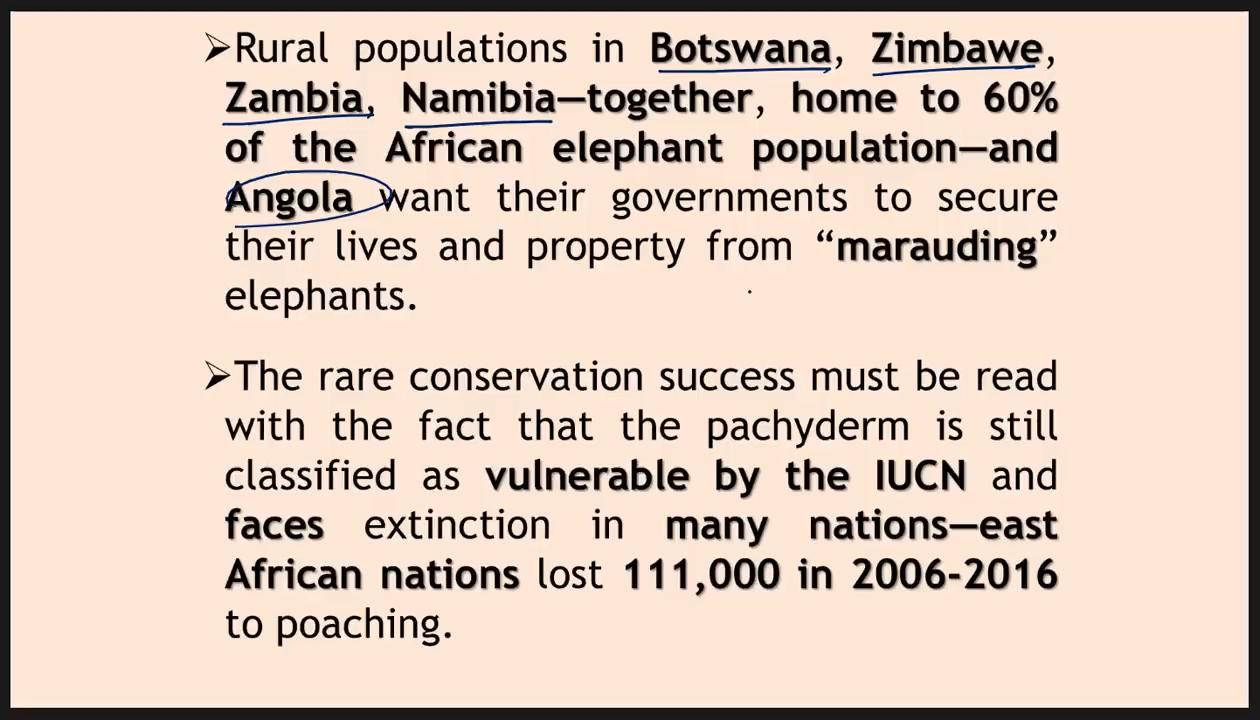 ➢Rural populations in Botswana, Zimbawe,
Zambia, Namibia—together, home to 60%
of the African elephant population—and
Angola want their governments to secure
their lives and property from “marauding”
elephants.
➢The rare conservation success must be read
with the fact that the pachyderm is still
classified as vulnerable by the IUCN and
faces extinction in many nations—east
African nations lost 111,000 in 2006-2016
to poaching.